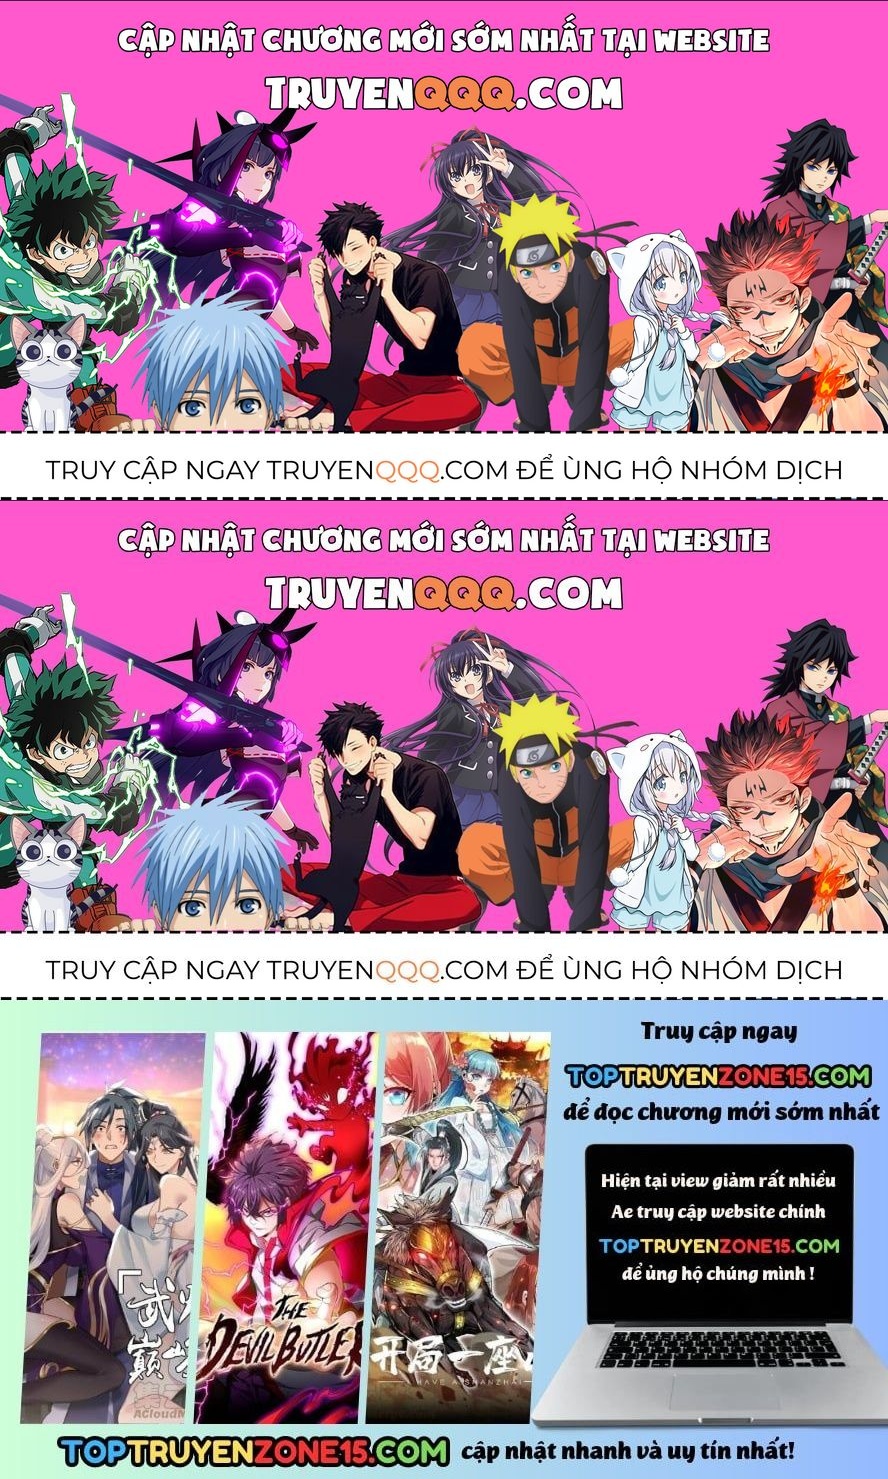 CẬP NHẬT CHƯƠNG MỚI SỚM NHẤT TẠI WEBSITE
TRUYENQQQ.COM
TRUY CẬP NGAY TRUYENQQQ.COM ĐỂ ÙNG HỘ NHÓM DỊCH
CẬP NHẬT CHƯƠNG MỚI SỚM NHẤT TẠI WEBSITE
TRUYENQQQ.COM
TRUY CẬP NGAY TRUYENQQQ.COM ĐỂ ÙNG HỘ NHÓM DỊCH
Truy cập ngay
TOPTRUYENZONE15.COM
để đọc chương mới sớm nhất
Hiện tại view giảm rất nhiều
Ae truy cập website chính
TOPTRUYENZONE15.COM
để ủng hộ chúng mình !
THE
DEVIL BUTLER
开局一座
HAVE A SHANZHAI
TOPTRUYENZONE15.COM cập nhật nhanh và uy tín nhất!